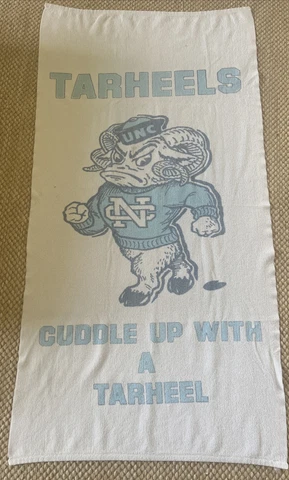 TARHEELS
UNC
NC
CUDDLE UP WITH
A
TARHEEL